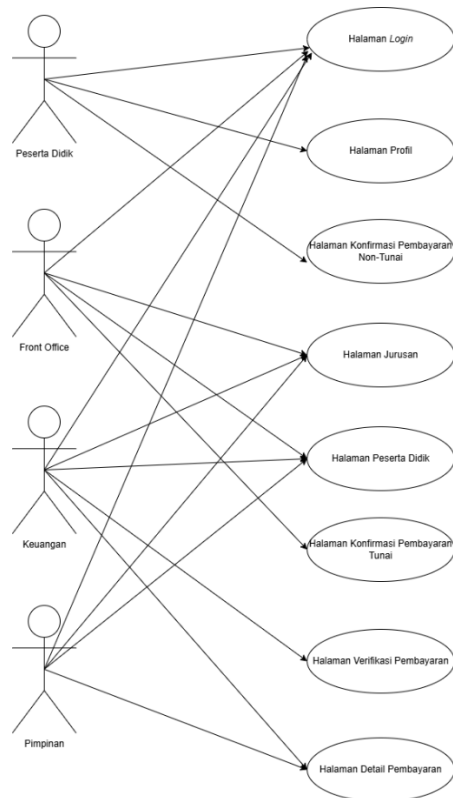 Halaman Login
Peserta Didik
Halaman Profil
Halaman Konfirmasi Pembayaran
Non-Tunai
Front Office
Halaman Jurusan
Keuangan
Halaman Peserta Didik
Halaman Konfirmasi Pembayaran
Tunai
Pimpinan
Halaman Verifikasi Pembayaran
Halaman Detail Pembayaran